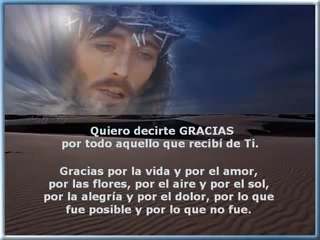 Quiero decirte GRACIAS
por todo aquello que recibí de Ti.
Gracias por la vida y por el amor,
por las flores, por el aire y por el sol,
por la alegría y por el dolor, por lo que
fue posible y por lo que no fue.